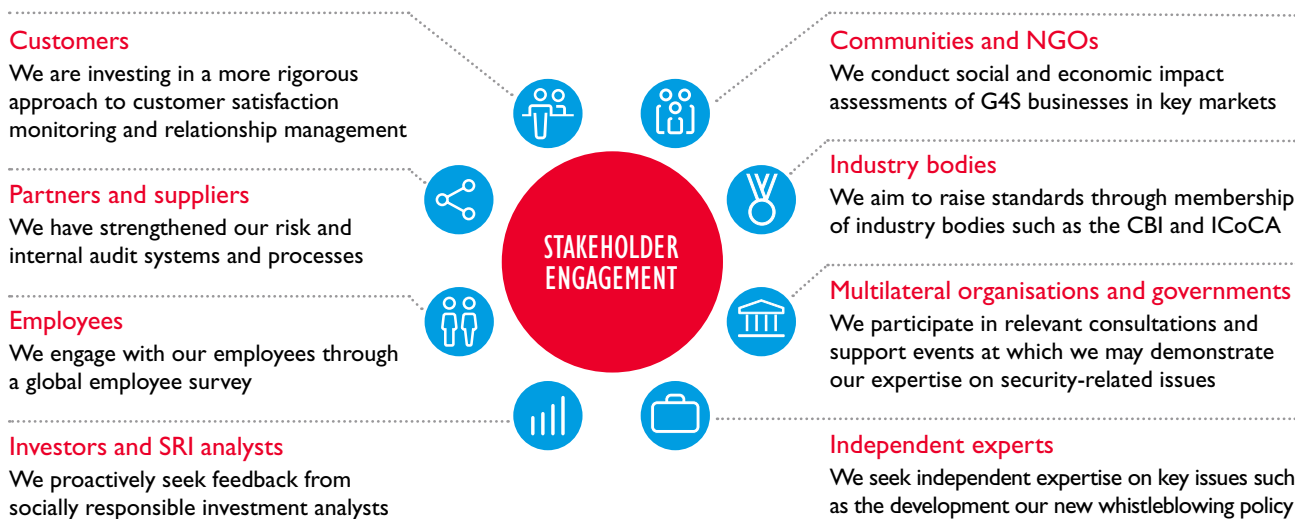 Customers
We are investing in a more rigorous
approach to customer satisfaction
monitoring and relationship management
Partners and suppliers
We have strengthened our risk and
internal audit systems and processes
Employees
We engage with our employees through
a global employee survey
Investors and SRI analysts
We proactively seek feedback from
socially responsible investment analysts
STAKEHOLDER
ENGAGEMENT
Communities and NGOs
We conduct social and economic impact
assessments of G4S businesses in key markets
Industry bodies
We aim to raise standards through membership
of industry bodies such as the CBI and ICoCA
Multilateral organisations and governments
We participate in relevant consultations and
support events at which we may demonstrate
our expertise on security-related issues
Independent experts
We seek independent expertise on key issues such
as the development our new whistleblowing policy